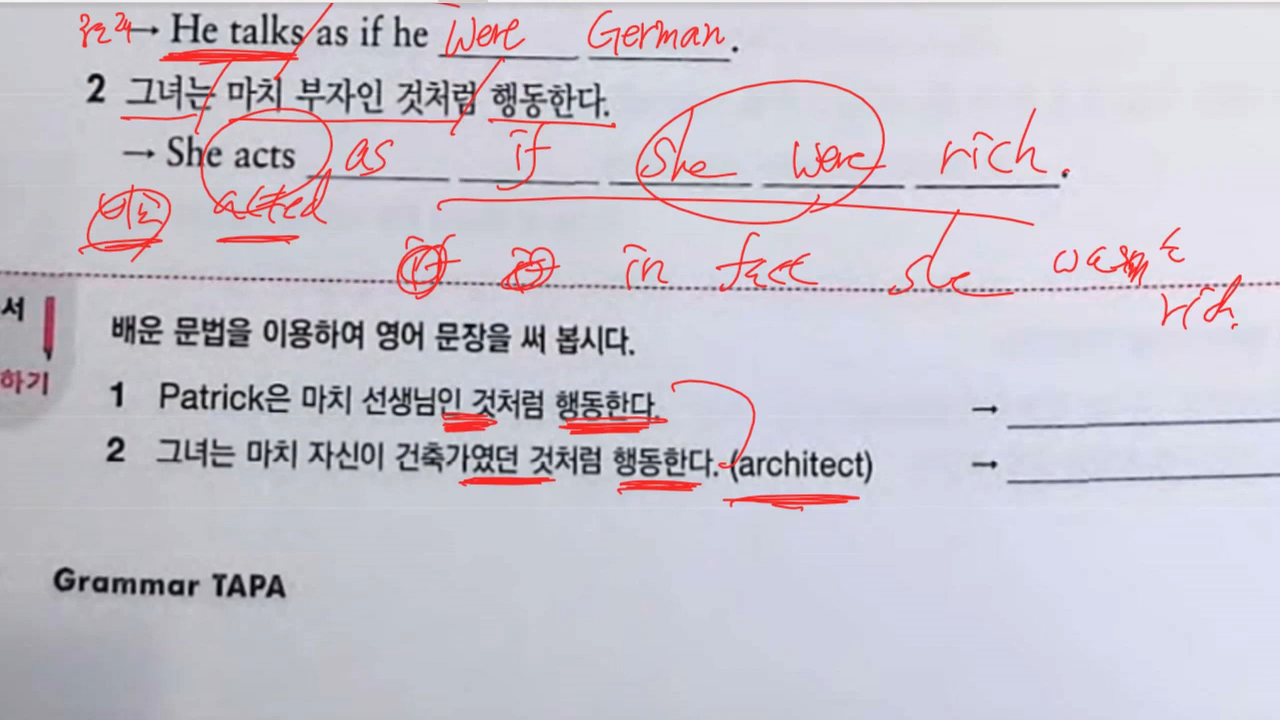 → He talks as if he were German.
2 그녀는 마치 부자인 것처럼 행동한다.
→ She acts as if she were rich.
acted
if if in fact she wasn't
rich.
서
배운 문법을 이용하여 영어 문장을 써 봅시다.
하기
1 Patrick은 마치 선생님인 것처럼 행동한다. →
2 그녀는 마치 자신이 건축가였던 것처럼 행동한다. (architect) →
Grammar TAPA